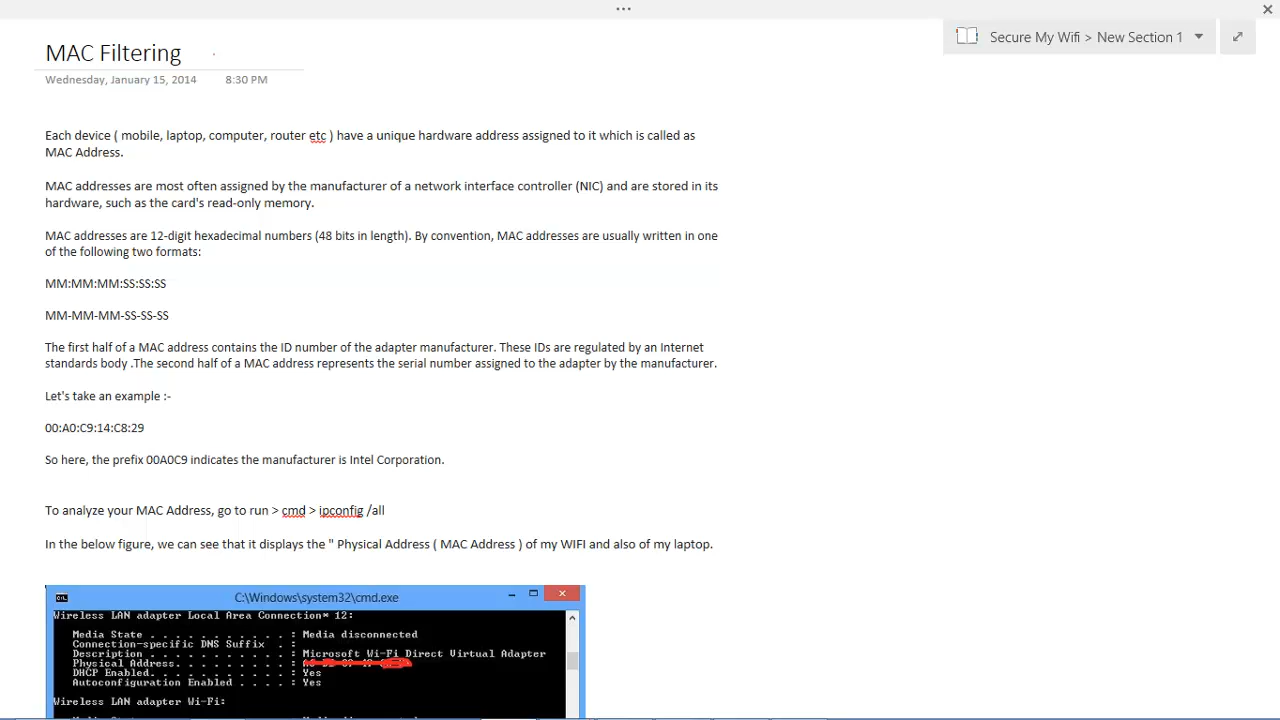 Secure My Wifi > New Section 1
MAC Filtering
Wednesday, January 15, 2014 8:30 PM
Each device ( mobile, laptop, computer, router etc ) have a unique hardware address assigned to it which is called as
MAC Address.
MAC addresses are most often assigned by the manufacturer of a network interface controller (NIC) and are stored in its
hardware, such as the card's read-only memory.
MAC addresses are 12-digit hexadecimal numbers (48 bits in length). By convention, MAC addresses are usually written in one
of the following two formats:
MM:MM:MM:SS:SS:SS
MM-MM-MM-SS-SS-SS
The first half of a MAC address contains the ID number of the adapter manufacturer. These IDs are regulated by an Internet
standards body .The second half of a MAC address represents the serial number assigned to the adapter by the manufacturer.
Let's take an example :-
00:A0:C9:14:C8:29
So here, the prefix 00A0C9 indicates the manufacturer is Intel Corporation.
To analyze your MAC Address, go to run > cmd > ipconfig /all
In the below figure, we can see that it displays the " Physical Address ( MAC Address ) of my WIFI and also of my laptop.
C:\Windows\system32\cmd.exe
Wireless LAN adapter Local Area Connection* 12:
Media State . . . . . . . . . . . : Media disconnected
Connection-specific DNS Suffix . :
Description . . . . . . . . . . . : Microsoft Wi-Fi Direct Virtual Adapter
Physical Address. . . . . . . . . :
DHCP Enabled. . . . . . . . . . . : Yes
Autoconfiguration Enabled . . . . : Yes
Wireless LAN adapter Wi-Fi: